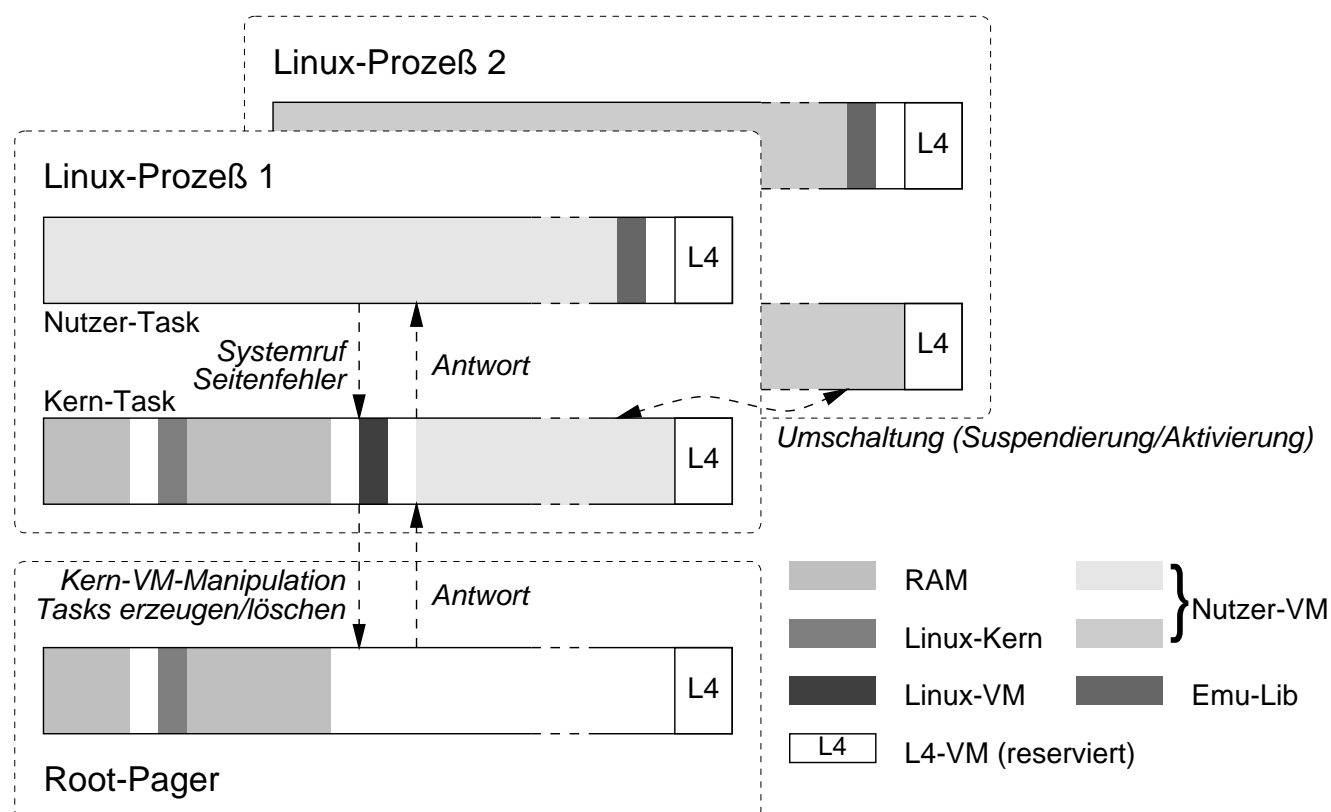 Linux-Prozeß 2
L4
Linux-Prozeß 1
L4
Nutzer-Task
L4
Systemruf
Seitenfehler
Antwort
Kern-Task
Umschaltung (Suspendierung/Aktivierung)
L4
Kern-VM-Manipulation
Tasks erzeugen/löschen
Antwort
L4
Root-Pager
RAM
Nutzer-VM
Linux-Kern
Linux-VM
Emu-Lib
L4
L4-VM (reserviert)